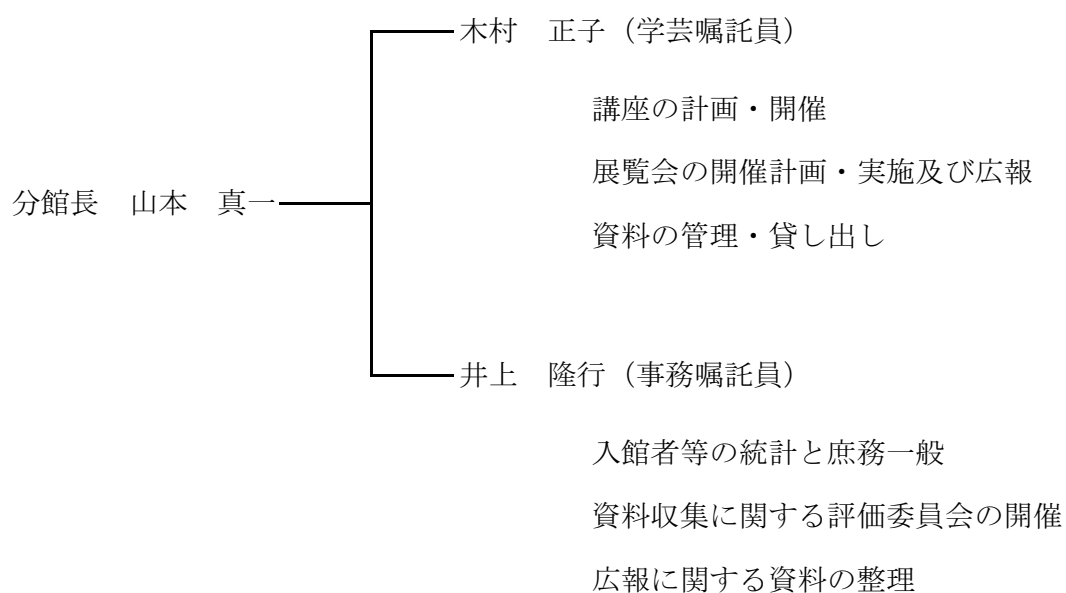 木村　正子（学芸嘱託員）
講座の計画・開催
展覧会の開催計画・実施及び広報
分館長　山本　真一
資料の管理・貸し出し
井上　隆行（事務嘱託員）
入館者等の統計と庶務一般
資料収集に関する評価委員会の開催
広報に関する資料の整理